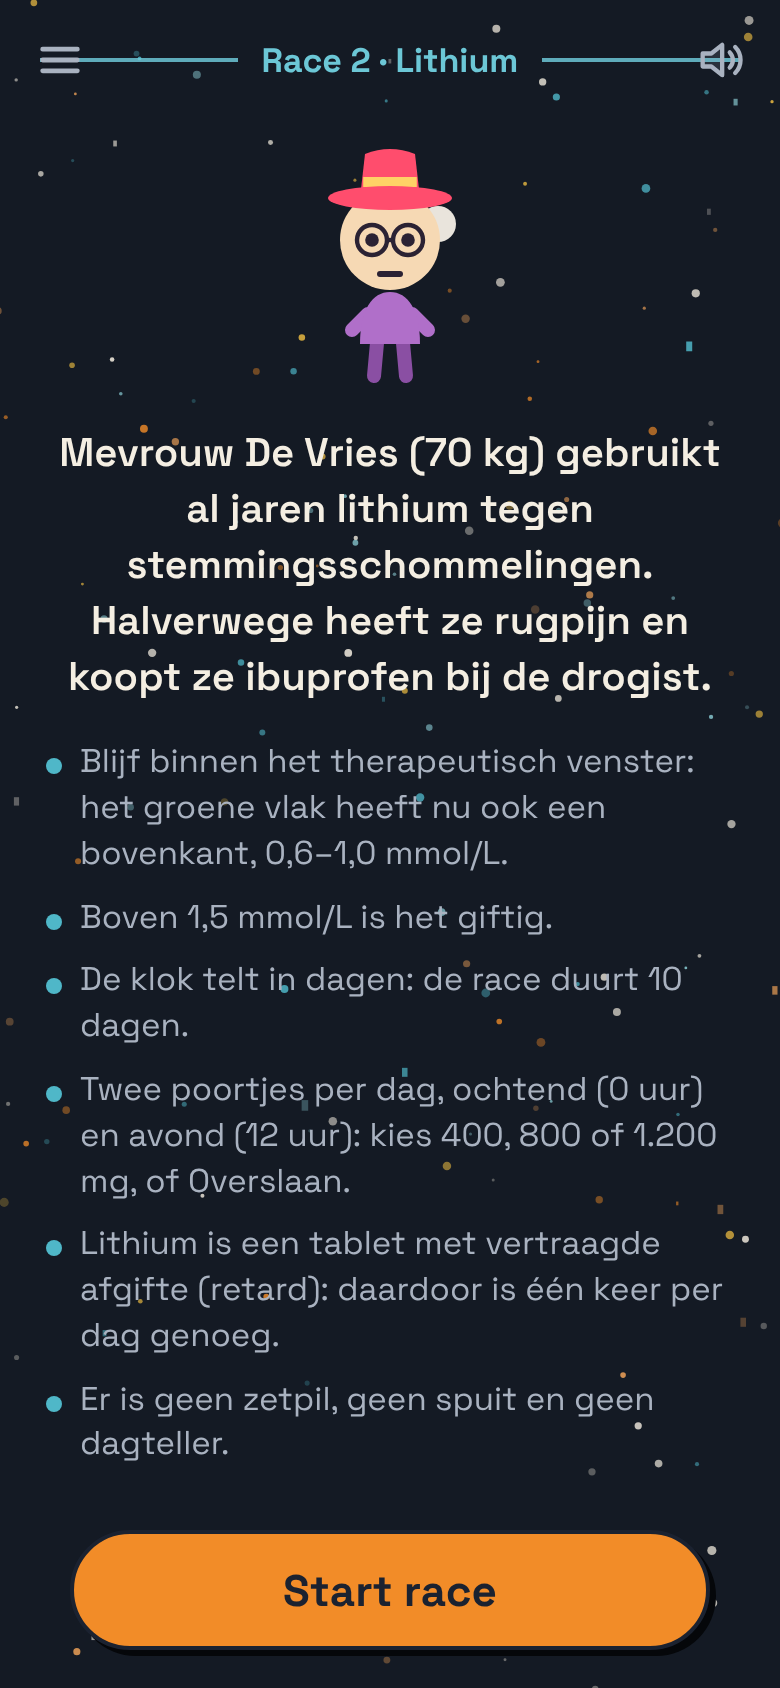 Race 2 · Lithium
Mevrouw De Vries (70 kg) gebruikt
al jaren lithium tegen
stemmingsschommelingen.
Halverwege heeft ze rugpijn en
koopt ze ibuprofen bij de drogist.
Blijf binnen het therapeutisch venster:
het groene vlak heeft nu ook een
bovenkant, 0,6–1,0 mmol/L.
Boven 1,5 mmol/L is het giftig.
De klok telt in dagen: de race duurt 10
dagen.
Twee poortjes per dag, ochtend (0 uur)
en avond (12 uur): kies 400, 800 of 1.200
mg, of Overslaan.
Lithium is een tablet met vertraagde
afgifte (retard): daardoor is één keer per
dag genoeg.
Er is geen zetpil, geen spuit en geen
dagteller.
Start race